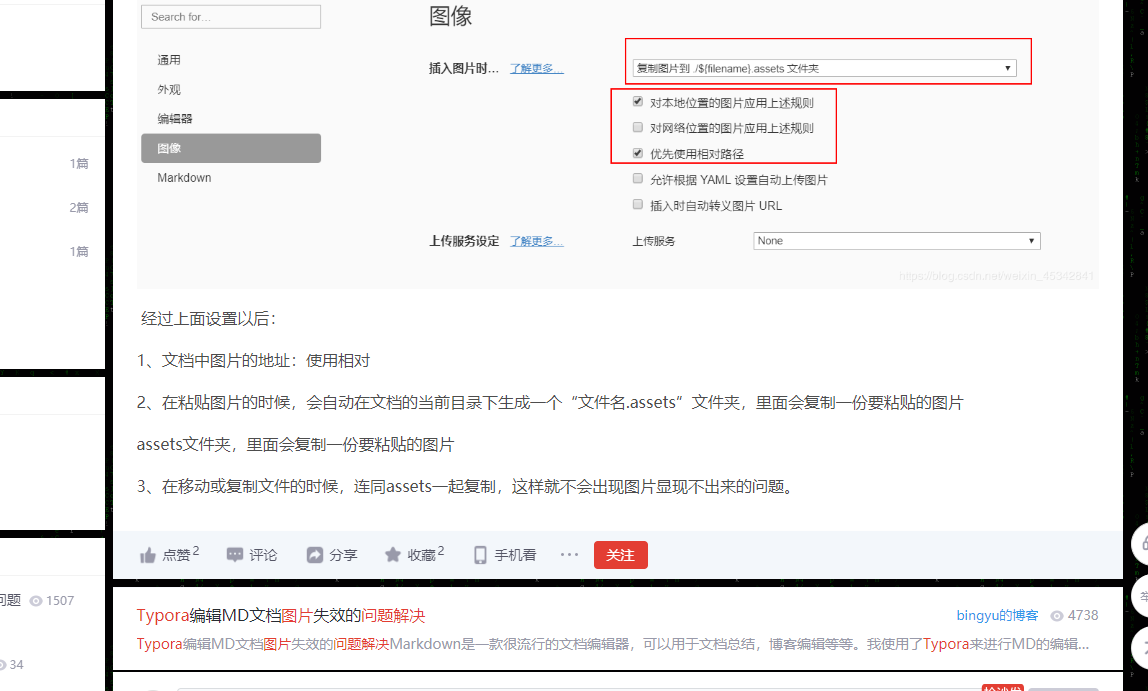 Search for...
图像
通用
插入图片时... 了解更多...
复制图片到 ./${filename}.assets 文件夹
外观
对本地位置的图片应用上述规则
编辑器
对网络位置的图片应用上述规则
图像
优先使用相对路径
Markdown
允许根据 YAML 设置自动上传图片
插入时自动转义图片 URL
上传服务设定 了解更多...
上传服务
None
https://blog.csdn.net/weixin_45342841
1篇
2篇
1篇
经过上面设置以后：
1、文档中图片的地址：使用相对
2、在粘贴图片的时候，会自动在文档的当前目录下生成一个“文件名.assets”文件夹，里面会复制一份要粘贴的图片
assets文件夹，里面会复制一份要粘贴的图片
3、在移动或复制文件的时候，连同assets一起复制，这样就不会出现图片显现不出来的问题。
点赞2 评论 分享 收藏2 手机看 ··· 关注
问题 1507
34
Typora编辑MD文档图片失效的问题解决
bingyu的博客 4738
Typora编辑MD文档图片失效的问题解决Markdown是一款很流行的文档编辑器，可以用于文档总结，博客编辑等等。我使用了Typora来进行MD的编辑...
抢沙发